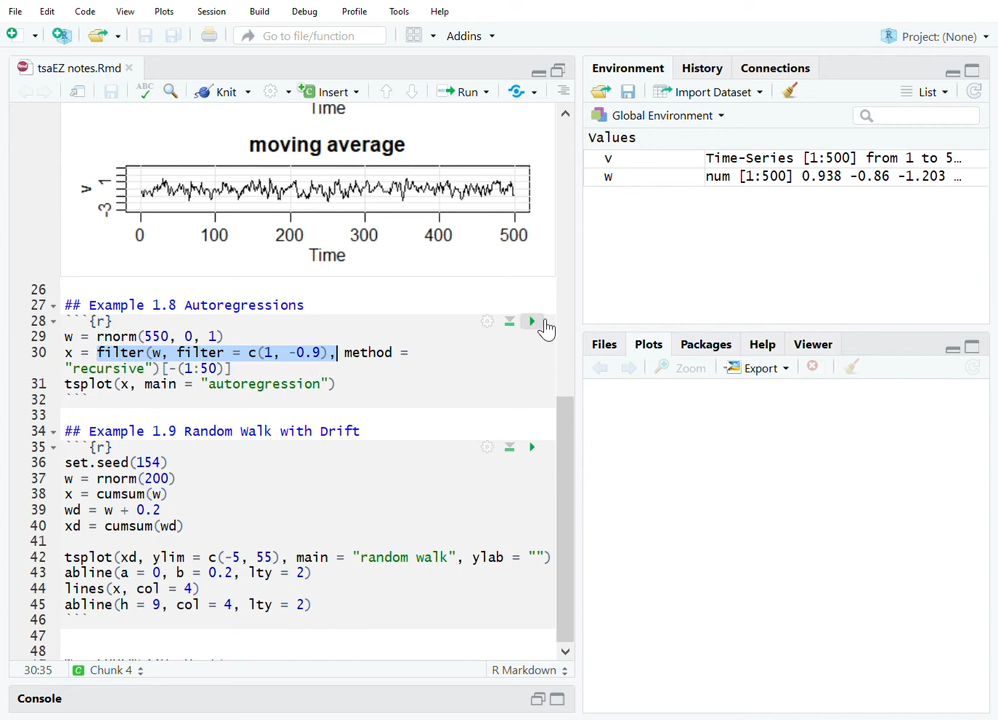 File Edit Code View Plots Session Build Debug Profile Tools Help
Go to file/function Addins Project: (None)
tsaEZ notes.Rmd
ABC Knit Insert Run
Time
moving average
v
1
-3
0 100 200 300 400 500
Time
26
27 ## Example 1.8 Autoregressions
28 ```{r}
29 w = rnorm(550, 0, 1)
30 x = filter(w, filter = c(1, -0.9), method =
"recursive")[-(1:50)]
31 tsplot(x, main = "autoregression")
32 ```
33
34 ## Example 1.9 Random Walk with Drift
35 ```{r}
36 set.seed(154)
37 w = rnorm(200)
38 x = cumsum(w)
39 wd = w + 0.2
40 xd = cumsum(wd)
41
42 tsplot(xd, ylim = c(-5, 55), main = "random walk", ylab = "")
43 abline(a = 0, b = 0.2, lty = 2)
44 lines(x, col = 4)
45 abline(h = 9, col = 4, lty = 2)
46 ```
47
48
30:35 C Chunk 4 R Markdown
Console
Environment History Connections
Import Dataset List
R Global Environment
Values
v Time-Series [1:500] from 1 to 5…
w num [1:500] 0.938 -0.86 -1.203 …
Files Plots Packages Help Viewer
Zoom Export